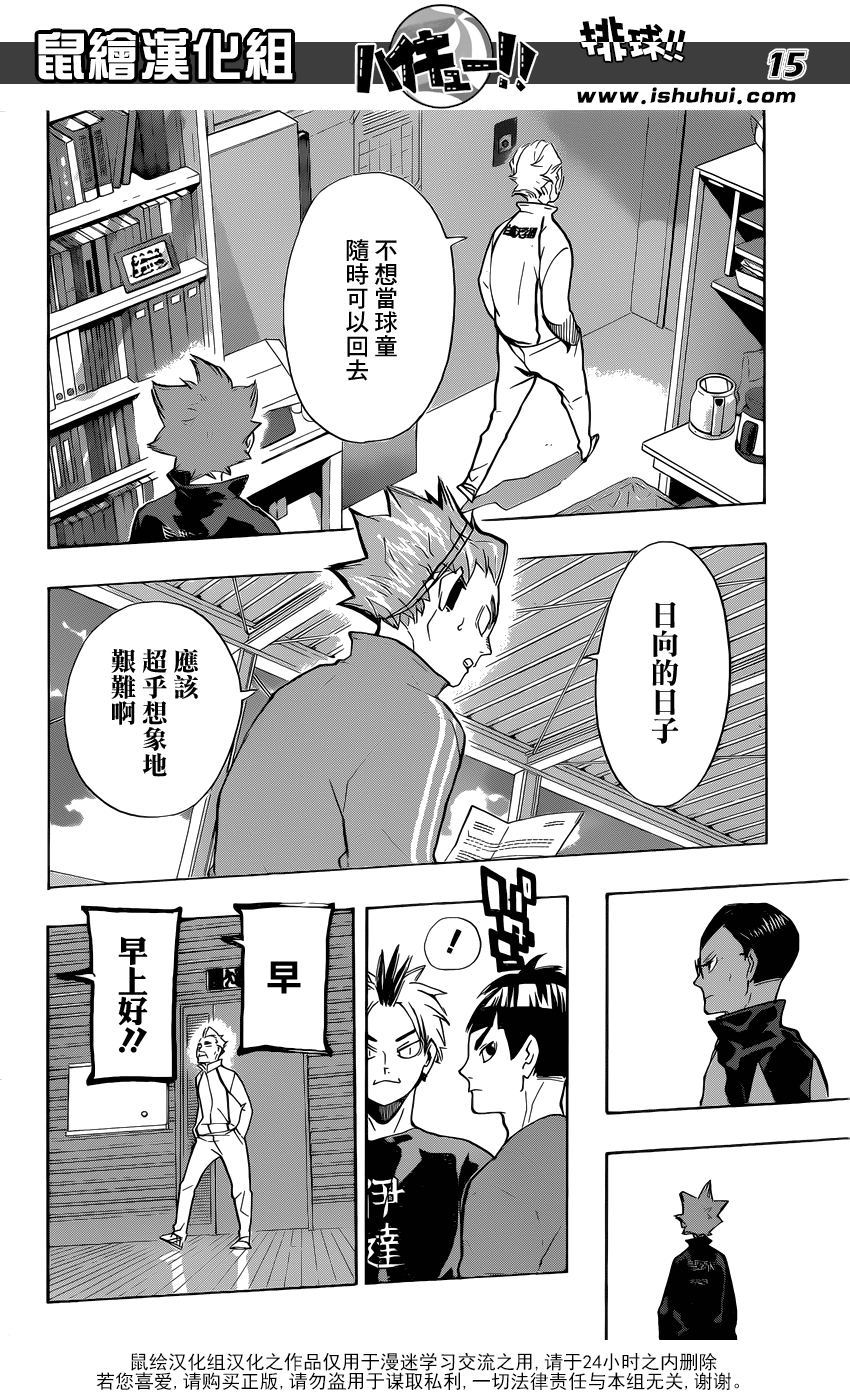 鼠繪漢化組
ハイキュー!!
排球!!
15
www.ishuhui.com
不想當球童
隨時可以回去
日向的日子
應該
超乎想象地
艱難啊
!
早
早上好!!
伊達
鼠绘汉化组汉化之作品仅用于漫迷学习交流之用,请于24小时之内删除
若您喜爱,请购买正版,请勿盗用于谋取私利,一切法律责任与本组无关,谢谢。